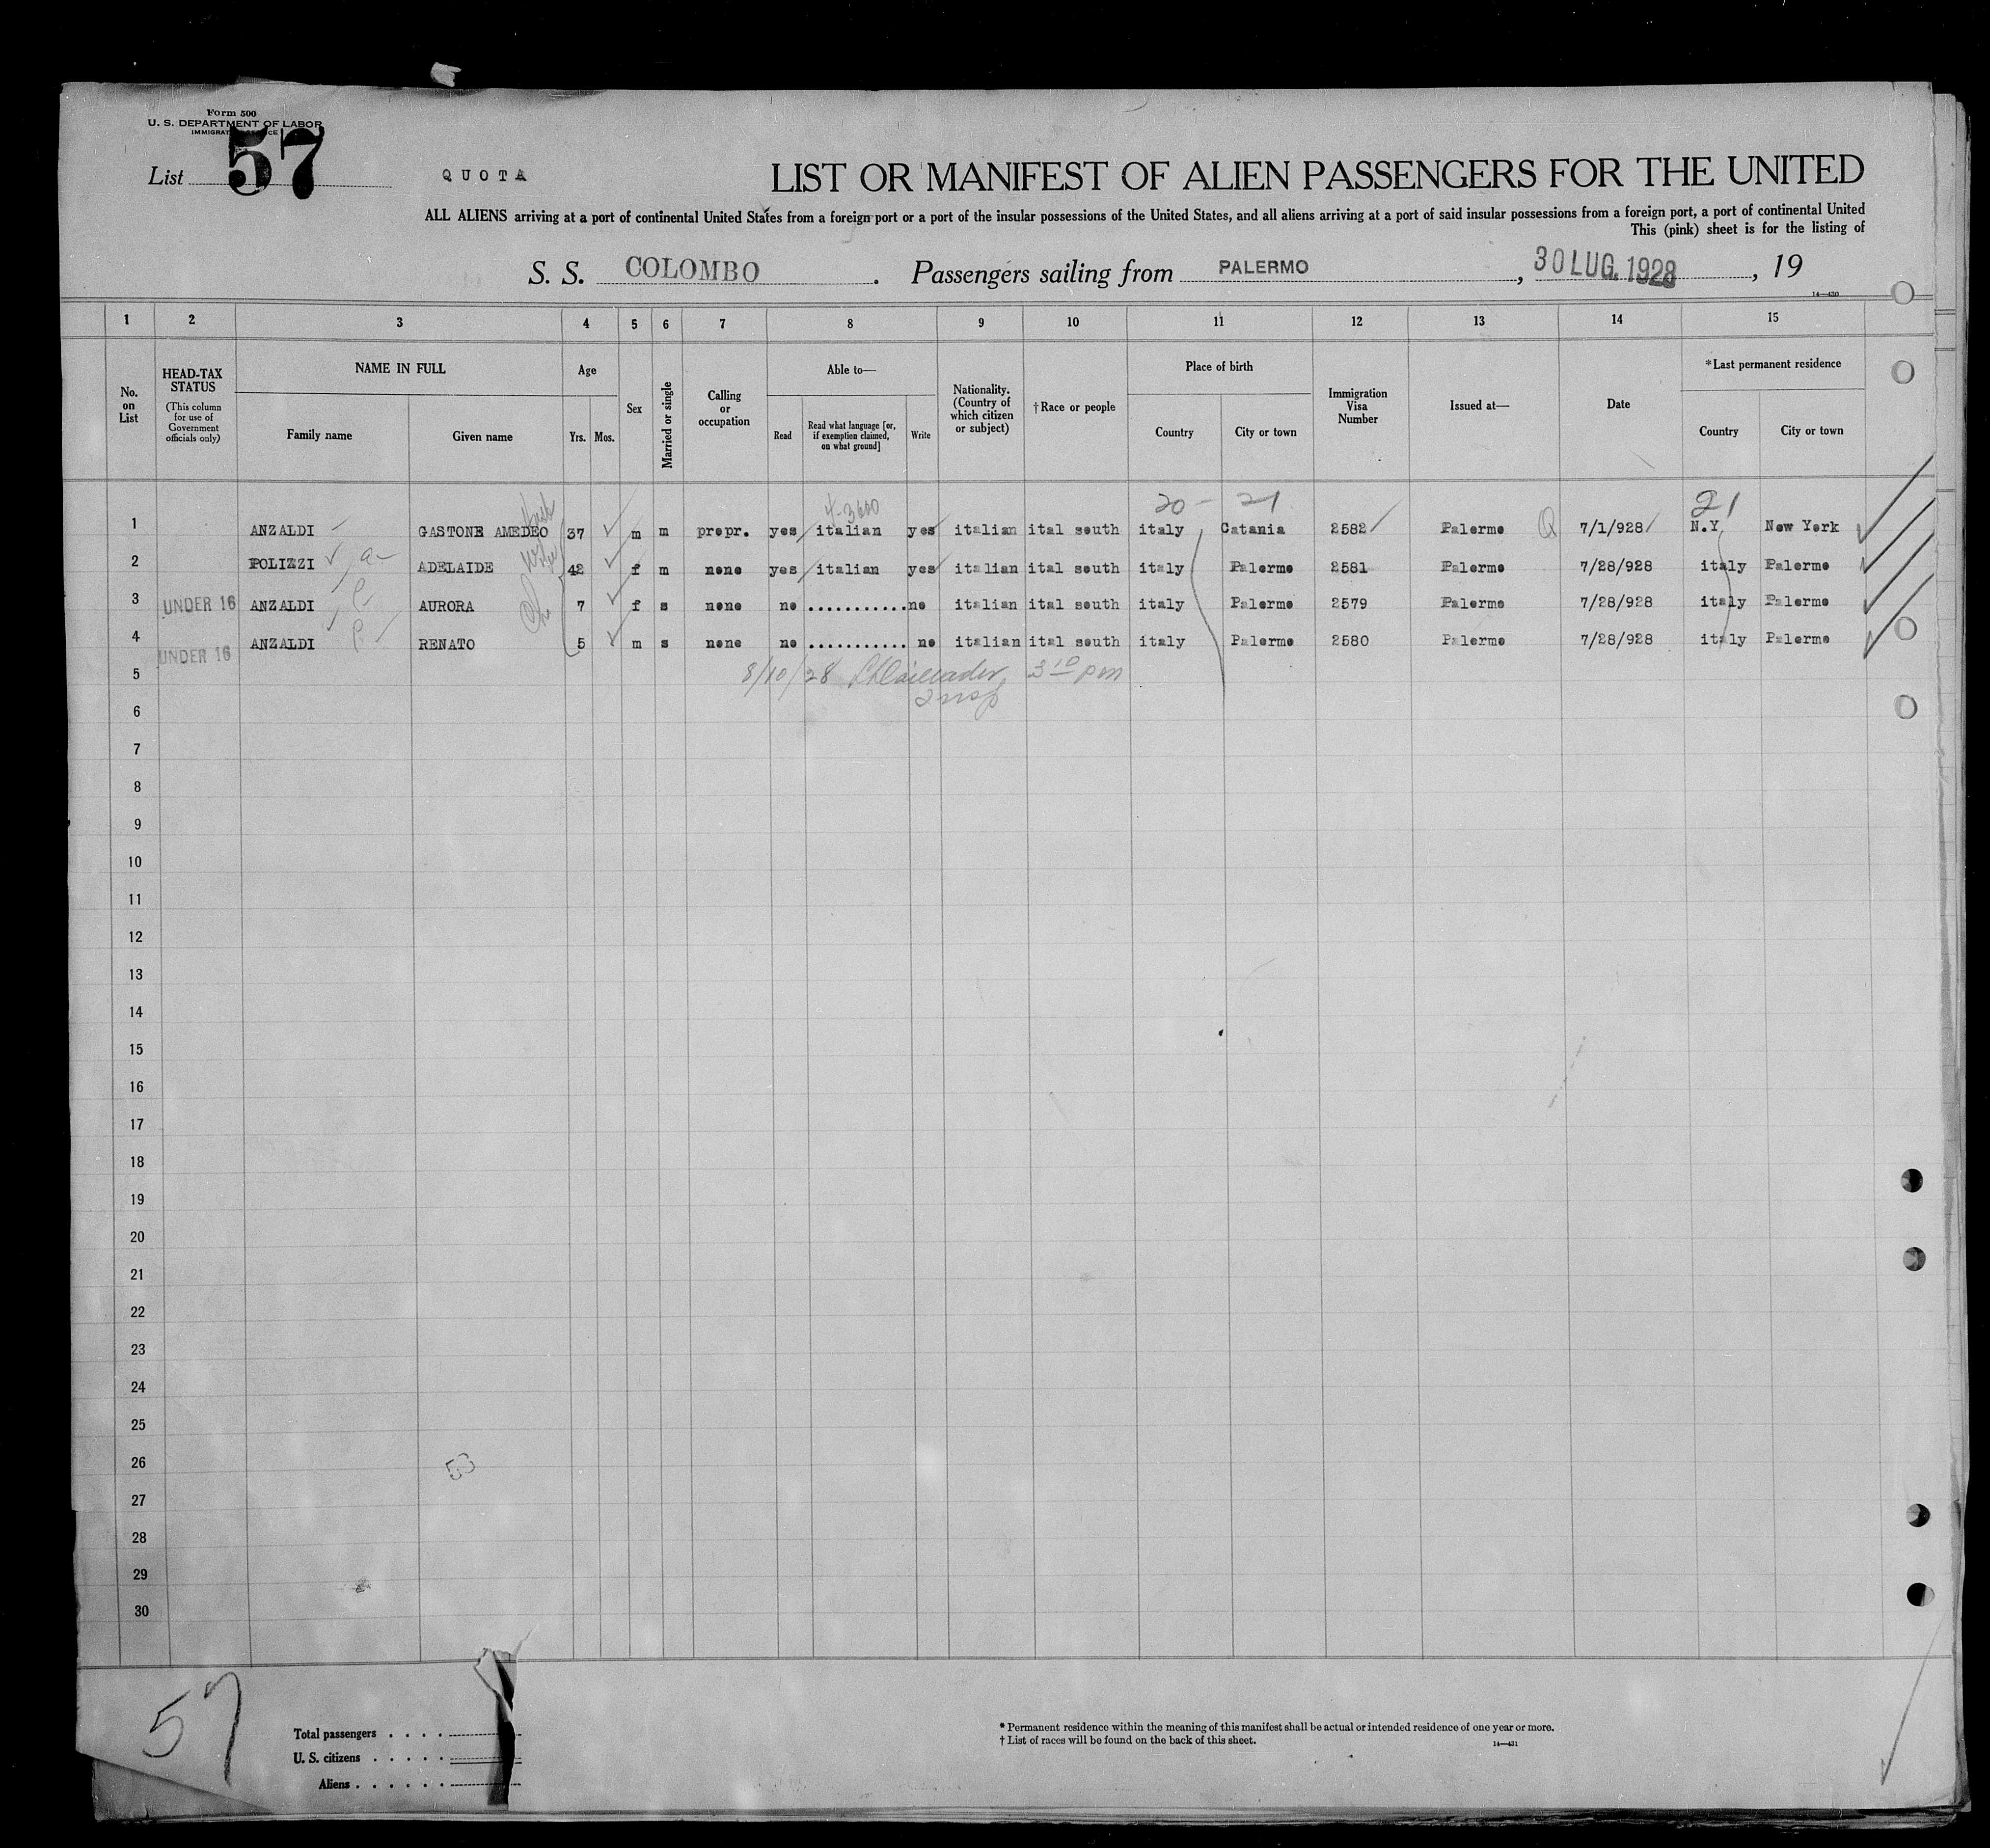 Form 500
U. S. DEPARTMENT OF LABOR
List 57
QUOTA
LIST OR MANIFEST OF ALIEN PASSENGERS FOR THE UNITED
ALL ALIENS arriving at a port of continental United States from a foreign port or a port of the insular possessions of the United States, and all aliens arriving at a port of said insular possessions from a foreign port, a port of continental United
This (pink) sheet is for the listing of
S. S. COLOMBO. Passengers sailing from PALERMO, 30 LUG. 1928, 19
14—430
1 2 3 4 5 6 7 8 9 10 11 12 13 14 15
No. on List
HEAD-TAX STATUS
(This column for use of Government officials only)
NAME IN FULL
Family name
Given name
Age
Yrs. Mos.
Sex
Married or single
Calling or occupation
Able to—
Read
Read what language [or, if exemption claimed, on what ground]
Write
Nationality. (Country of which citizen or subject)
†Race or people
Place of birth
Country
City or town
Immigration Visa Number
Issued at—
Date
*Last permanent residence
Country
City or town
4-3600 20 - 21 21
1 ANZALDI GASTONE AMEDEO 37 m m propr. yes italian yes italian ital south italy Catania 2582 Palermo Q 7/1/928 N.Y. New York
2 POLIZZI ADELAIDE Wife 42 f m none yes italian yes italian ital south italy Palermo 2581 Palermo 7/28/928 italy Palermo
3 UNDER 16 ANZALDI AURORA 7 f s none no ........... no italian ital south italy Palermo 2579 Palermo 7/28/928 italy Palermo
4 UNDER 16 ANZALDI RENATO 5 m s none no ........... no italian ital south italy Palermo 2580 Palermo 7/28/928 italy Palermo
5 8/10/28 3 10 pm
Insp
6
7
8
9
10
11
12
13
14
15
16
17
18
19
20
21
22
23
24
25
26 53
27
28
29
30
57
Total passengers . . . .
U. S. citizens . . . . .
Aliens . . . . . .
* Permanent residence within the meaning of this manifest shall be actual or intended residence of one year or more.
† List of races will be found on the back of this sheet.
14—431